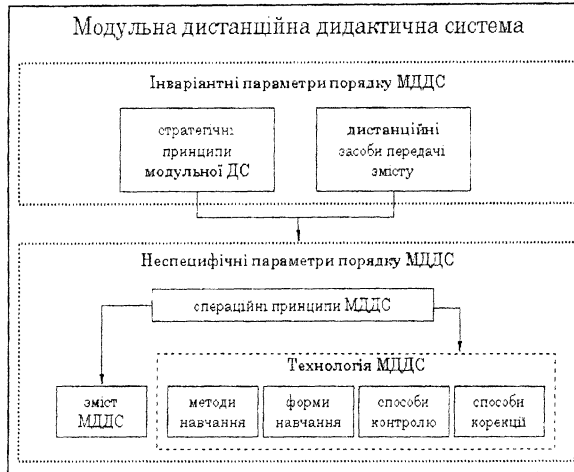 Модульна дистанційна дидактична система
Інваріантні параметри порядку МДДС
стратегічні
принципи
модульної ДС
дистанційні
засоби передачі
змісту
Неспецифічні параметри порядку МДДС
операційні принципи МДДС
Технологія МДДС
зміст
МДДС
методи
навчання
форми
навчання
способи
контролю
способи
корекції